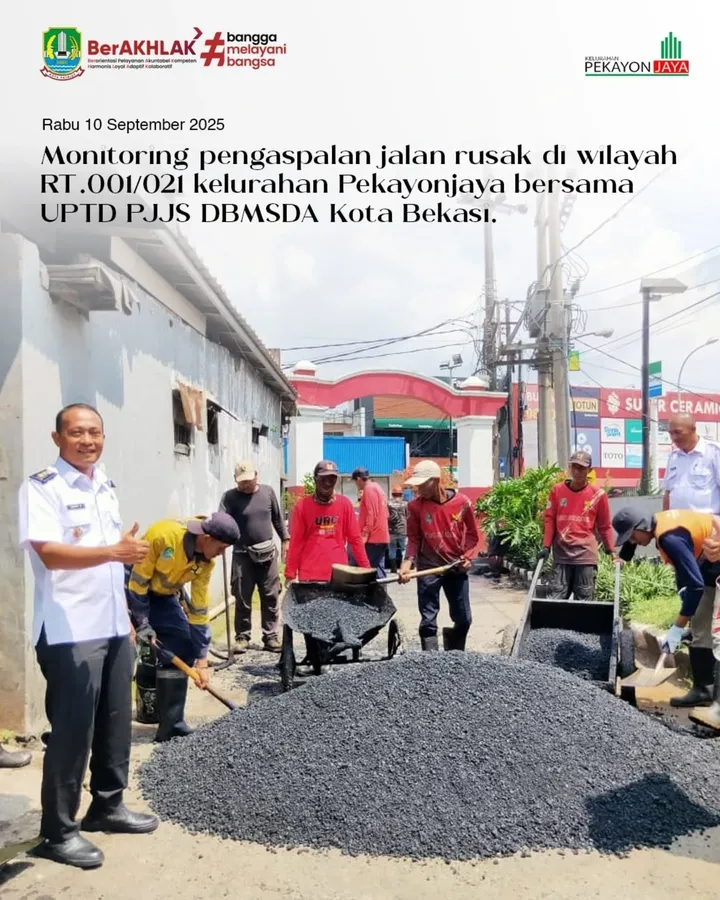 BerAKHLAK
Berorientasi Pelayanan Akuntabel Kompeten
Harmonis Loyal Adaptif Kolaboratif
#bangga
melayani
bangsa
KELURAHAN
PEKAYON JAYA
Rabu 10 September 2025
Monitoring pengaspalan jalan rusak di wilayah
RT.001/021 kelurahan Pekayonjaya bersama
UPTD PJJS DBMSDA Kota Bekasi.
TOTO